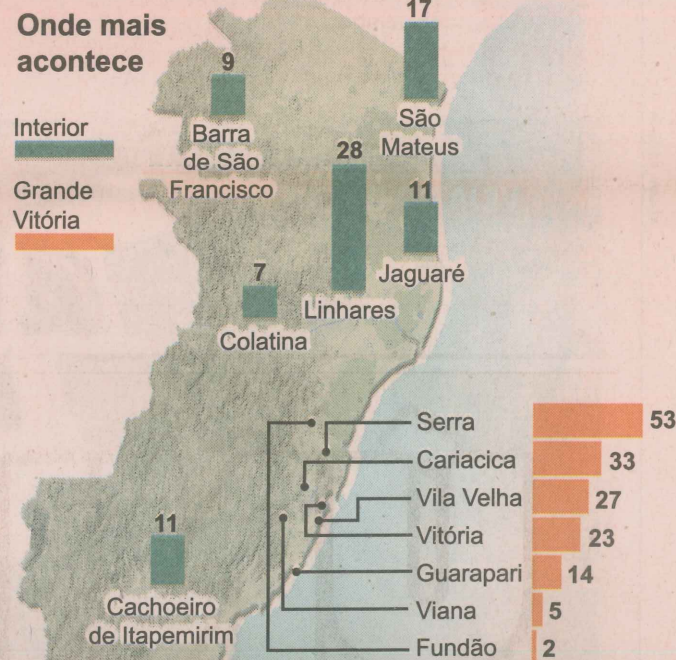 Onde mais
acontece
Interior
Grande
Vitória
9
Barra
de São
Francisco
17
São
Mateus
28
Linhares
11
Jaguaré
7
Colatina
11
Cachoeiro
de Itapemirim
Serra 53
Cariacica 33
Vila Velha 27
Vitória 23
Guarapari 14
Viana 5
Fundão 2